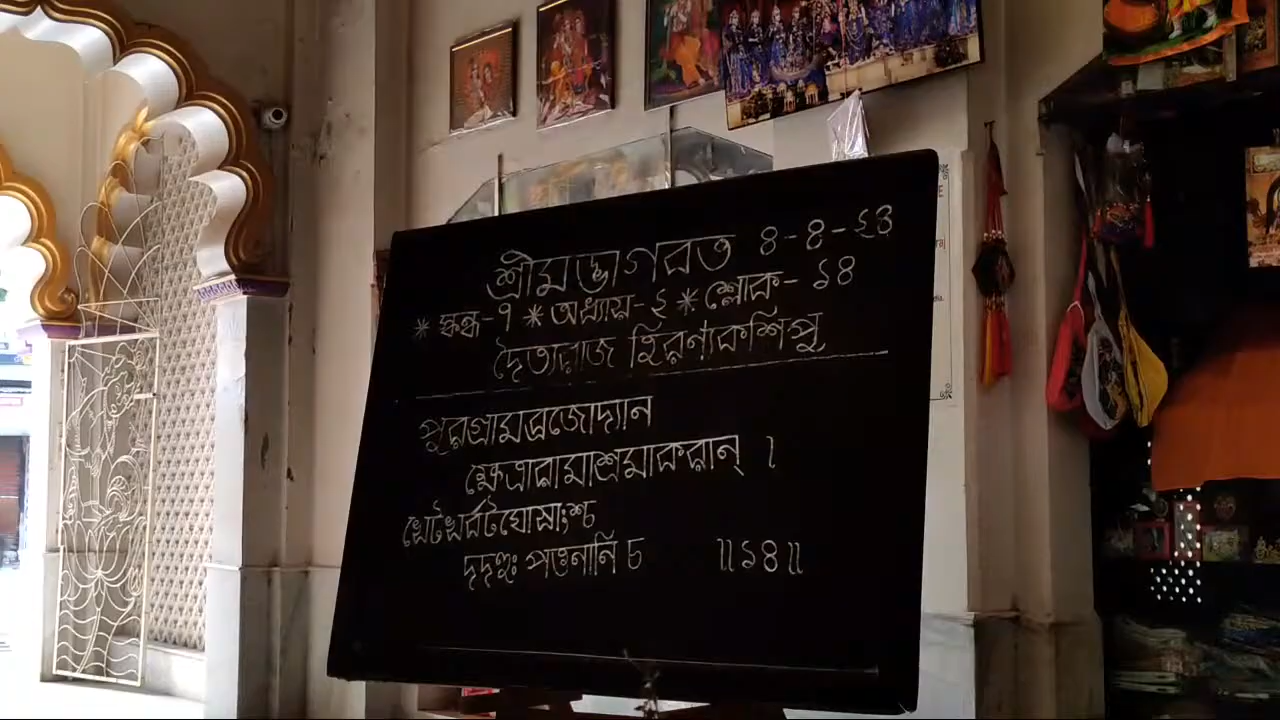 শ্রীমদ্ভাগবত ৪-৪-২৩
* স্কন্ধ-৭ * অধ্যায়-২ * শ্লোক- ১৪
দৈত্যরাজ হিরণ্যকশিপু
পুরগ্রামব্রজোদ্যান
ক্ষেত্রারামাশ্রমাকরান্ ।
খেটখর্বটঘোষাংশ্চ
দদহুঃ পত্তনানি চ ॥১৪॥